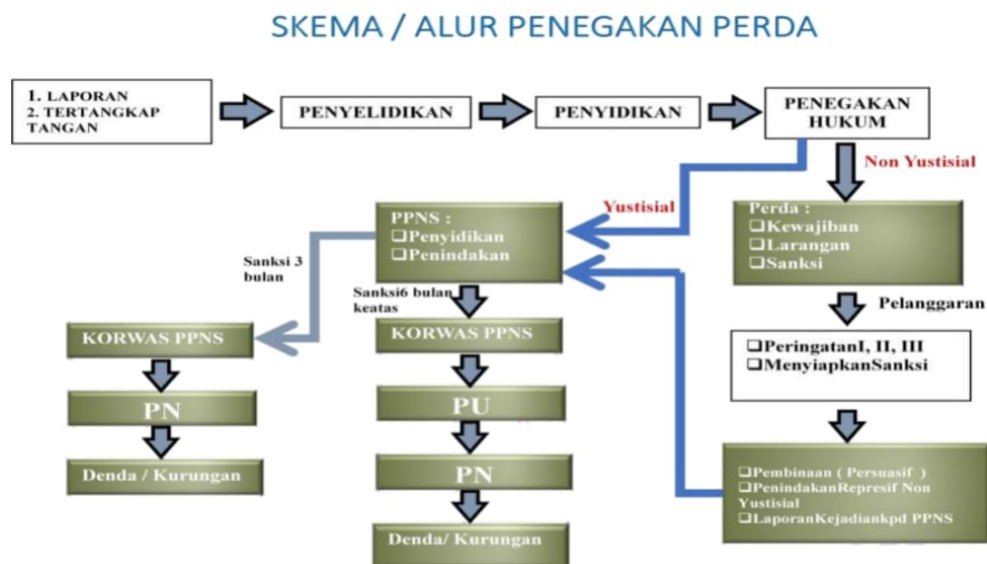 SKEMA / ALUR PENEGAKAN PERDA
1. LAPORAN
2. TERTANGKAP
TANGAN
PENYELIDIKAN
PENYIDIKAN
PENEGAKAN
HUKUM
Non Yustisial
Yustisial
PPNS :
❑Penyidikan
❑Penindakan
Perda :
❑Kewajiban
❑Larangan
❑Sanksi
Sanksi 3
bulan
Sanksi6 bulan
keatas
Pelanggaran
KORWAS PPNS
KORWAS PPNS
❑PeringatanI, II, III
❑MenyiapkanSanksi
PN
PU
Denda / Kurungan
PN
❑Pembinaan ( Persuasif )
❑PenindakanRepresif Non
Yustisial
❑LaporanKejadiankpd PPNS
Denda/ Kurungan